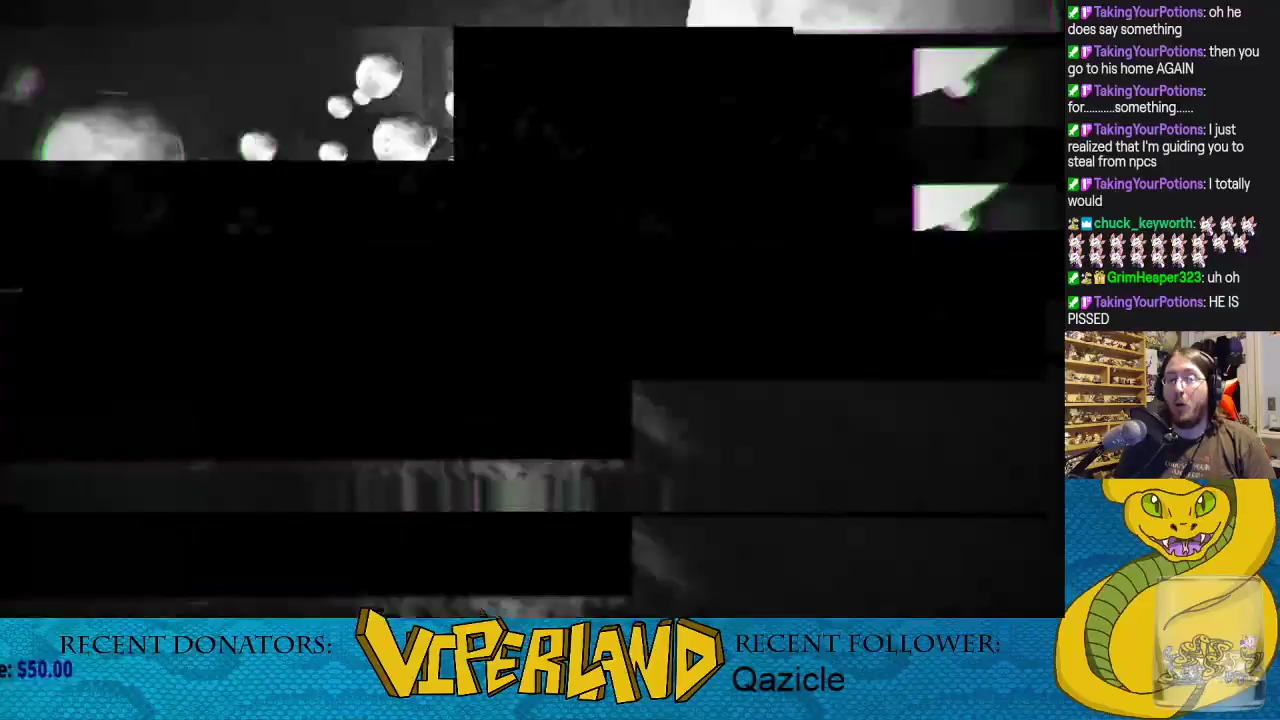 TakingYourPotions: oh he
does say something
TakingYourPotions: then you
go to his home AGAIN
TakingYourPotions:
for..........something......
TakingYourPotions: I just
realized that I'm guiding you to
steal from npcs
TakingYourPotions: I totally
would
chuck_keyworth:
GrimHeaper323: uh oh
TakingYourPotions: HE IS
PISSED
RECENT DONATORS:
e: $50.00
VIPERLAND
RECENT FOLLOWER:
Qazicle